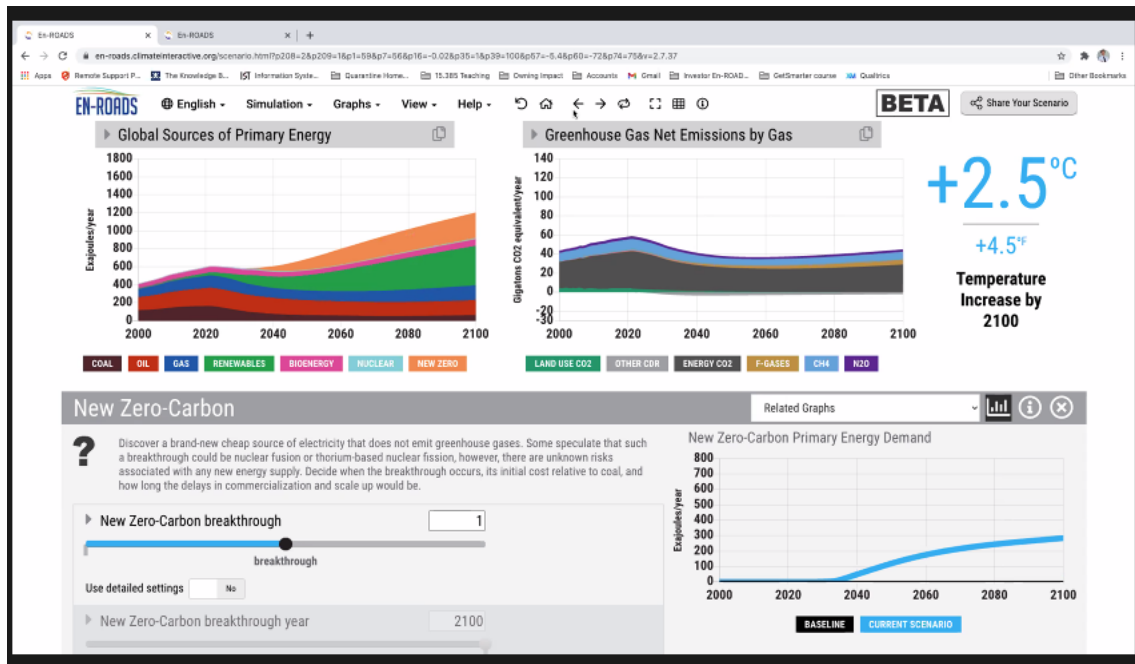 En-ROADS x En-ROADS x +
en-roads.climateinteractive.org/scenario.html?p208=2&p209=1&p1=59&p7=56&p16=-0.02&p35=1&p39=100&p57=-5.4&p60=-72&p74=75&v=2.7.37
Apps Remote Support P... The Knowledge B... Information Syste... Quarantine Home... 15.385 Teaching Owning Impact Accounts Gmail Investor En-ROAD... GetSmarter course Qualtrics Other Bookmarks
EN-ROADS English Simulation Graphs View Help BETA Share Your Scenario
Global Sources of Primary Energy
1800
1600
1400
1200
1000
800
600
400
200
0
Exajoules/year
2000 2020 2040 2060 2080 2100
COAL OIL GAS RENEWABLES BIOENERGY NUCLEAR NEW ZERO
Greenhouse Gas Net Emissions by Gas
140
120
100
80
60
40
20
0
-20
-30
Gigatons CO2 equivalent/year
2000 2020 2040 2060 2080 2100
LAND USE CO2 OTHER CDR ENERGY CO2 F-GASES CH4 N2O
+2.5°C
+4.5°F
Temperature
Increase by
2100
New Zero-Carbon
Related Graphs
? Discover a brand-new cheap source of electricity that does not emit greenhouse gases. Some speculate that such
a breakthrough could be nuclear fusion or thorium-based nuclear fission, however, there are unknown risks
associated with any new energy supply. Decide when the breakthrough occurs, its initial cost relative to coal, and
how long the delays in commercialization and scale up would be.
New Zero-Carbon breakthrough 1
breakthrough
Use detailed settings No
New Zero-Carbon breakthrough year 2100
New Zero-Carbon Primary Energy Demand
800
700
600
500
400
300
200
100
0
Exajoules/year
2000 2020 2040 2060 2080 2100
BASELINE CURRENT SCENARIO